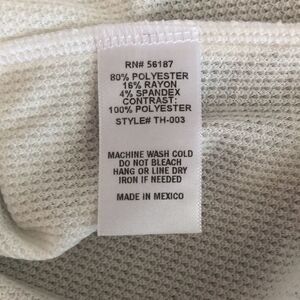 RN# 56187
80% POLYESTER
16% RAYON
4% SPANDEX
CONTRAST:
100% POLYESTER
STYLE# TH-003
MACHINE WASH COLD
DO NOT BLEACH
HANG OR LINE DRY
IRON IF NEEDED
MADE IN MEXICO